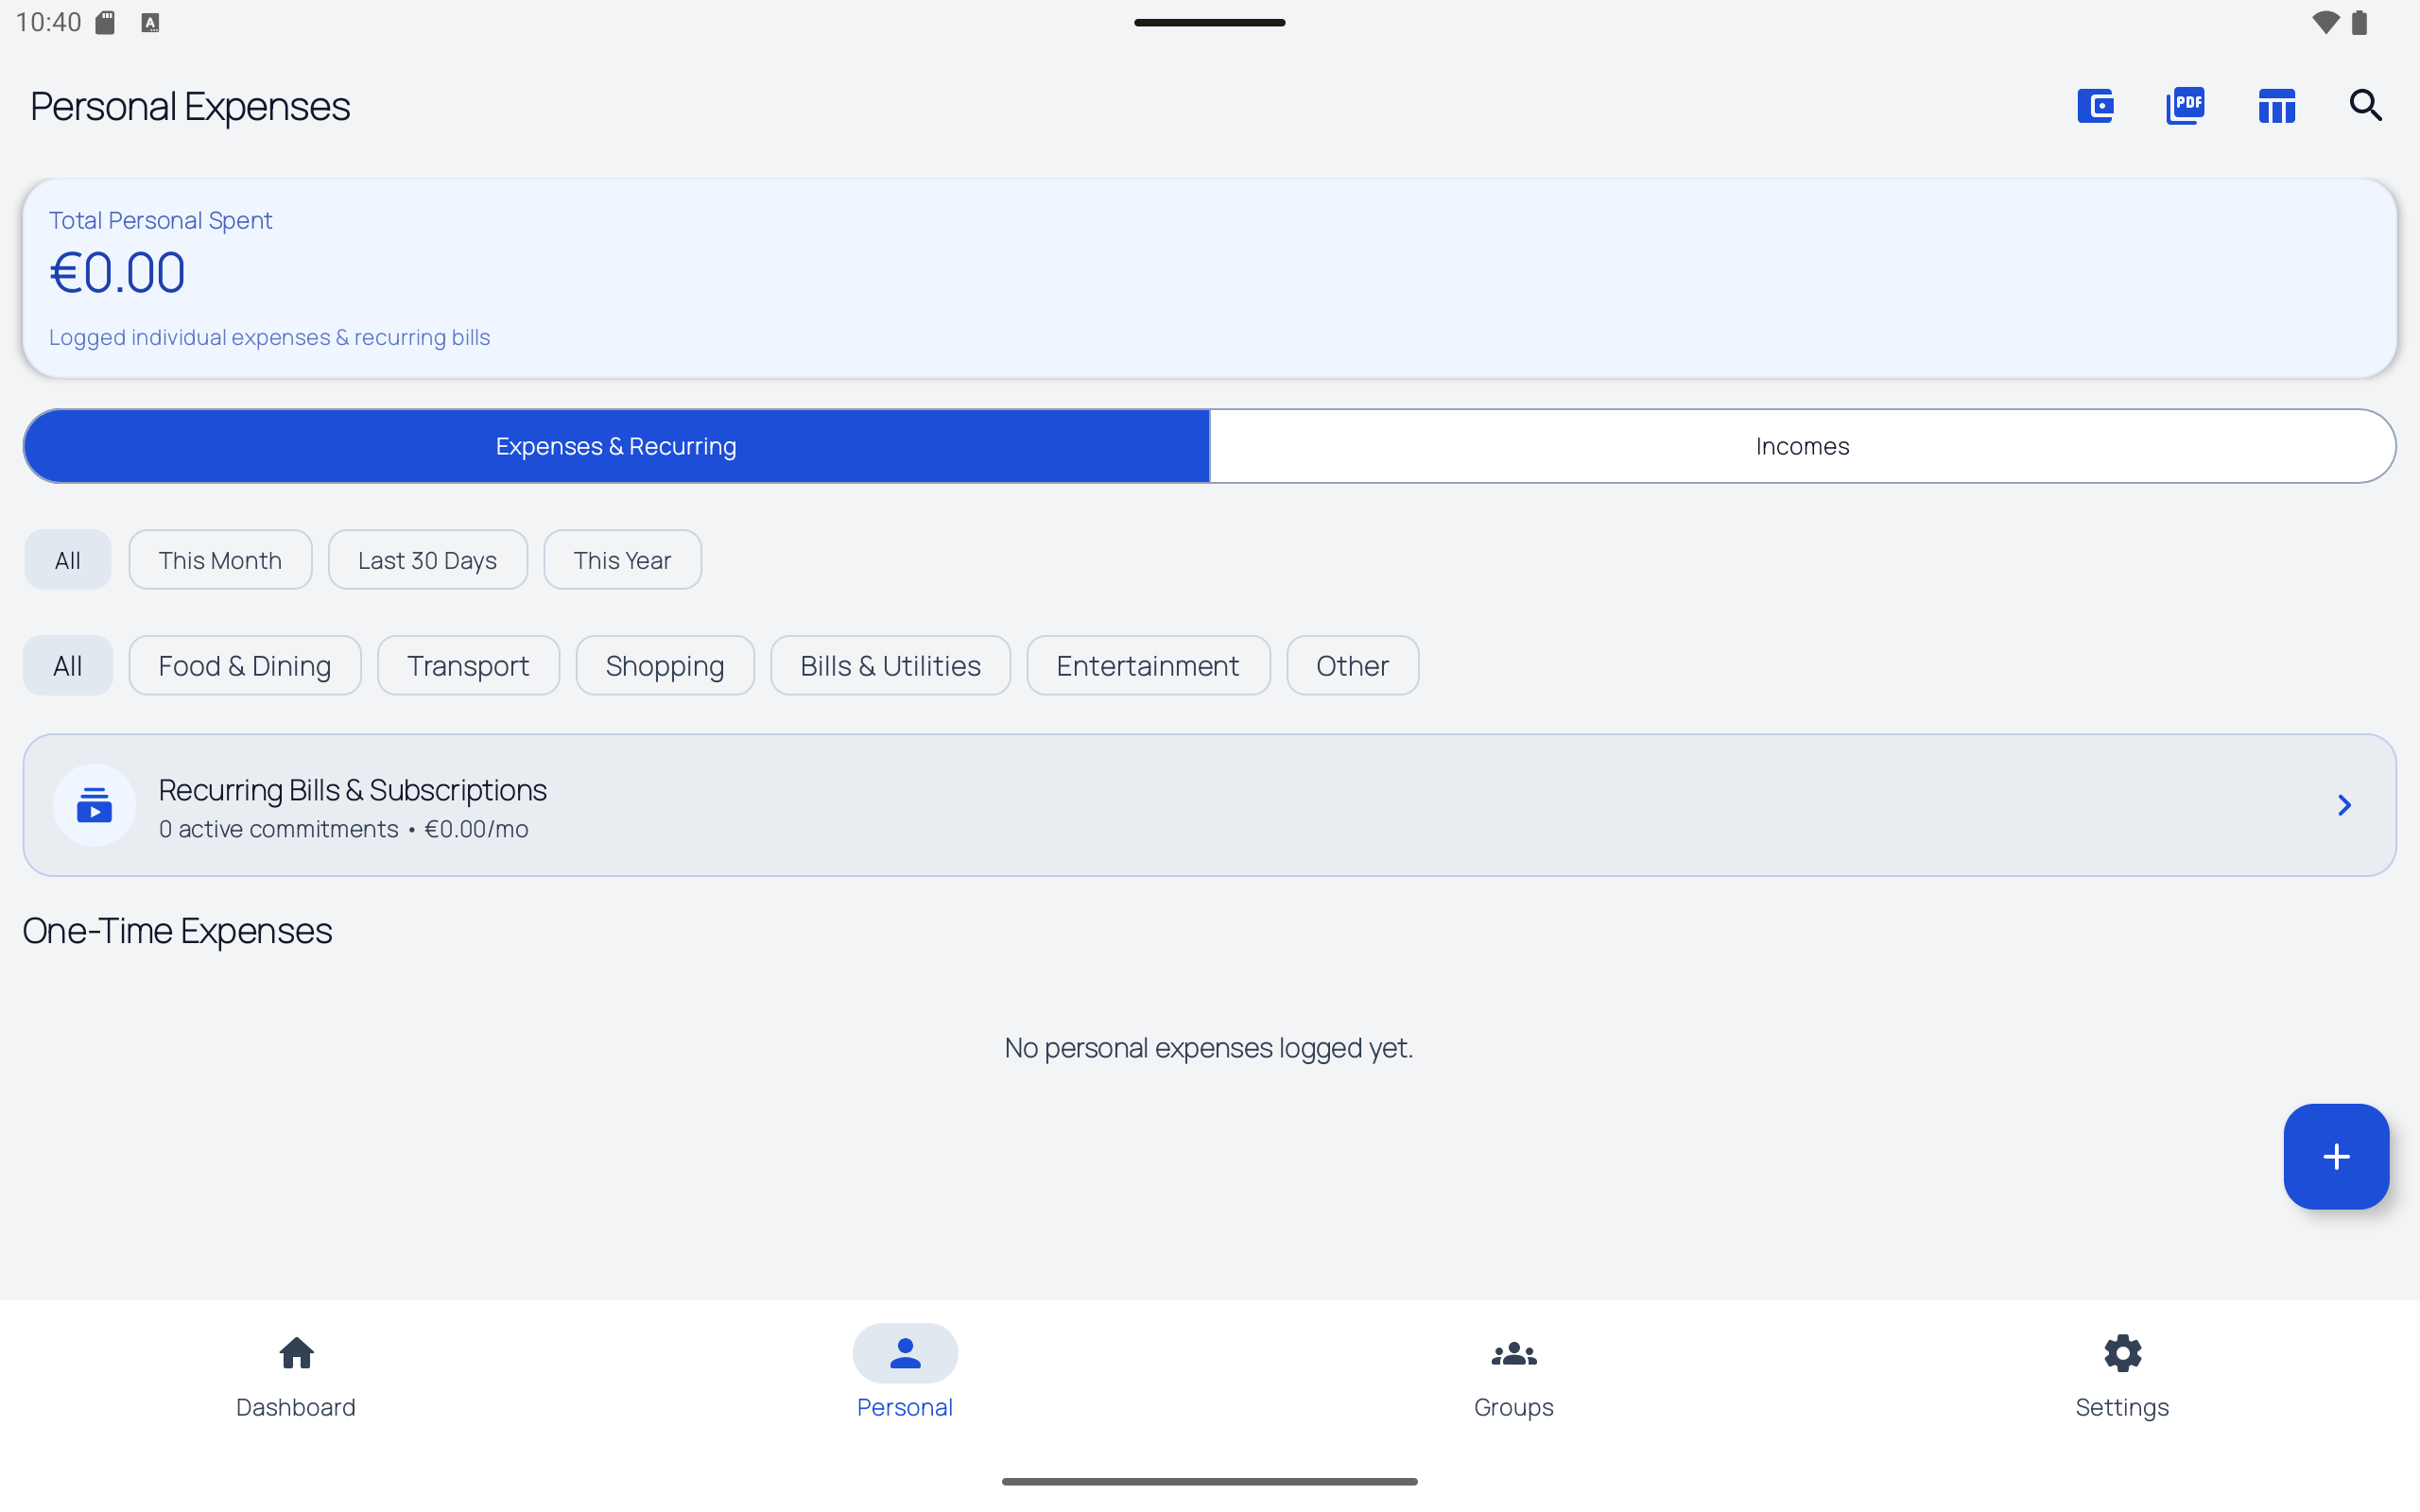 10:40
Personal Expenses
PDF
Total Personal Spent
€0.00
Logged individual expenses & recurring bills
Expenses & Recurring
Incomes
All
This Month
Last 30 Days
This Year
All
Food & Dining
Transport
Shopping
Bills & Utilities
Entertainment
Other
Recurring Bills & Subscriptions
0 active commitments • €0.00/mo
One-Time Expenses
No personal expenses logged yet.
Dashboard
Personal
Groups
Settings